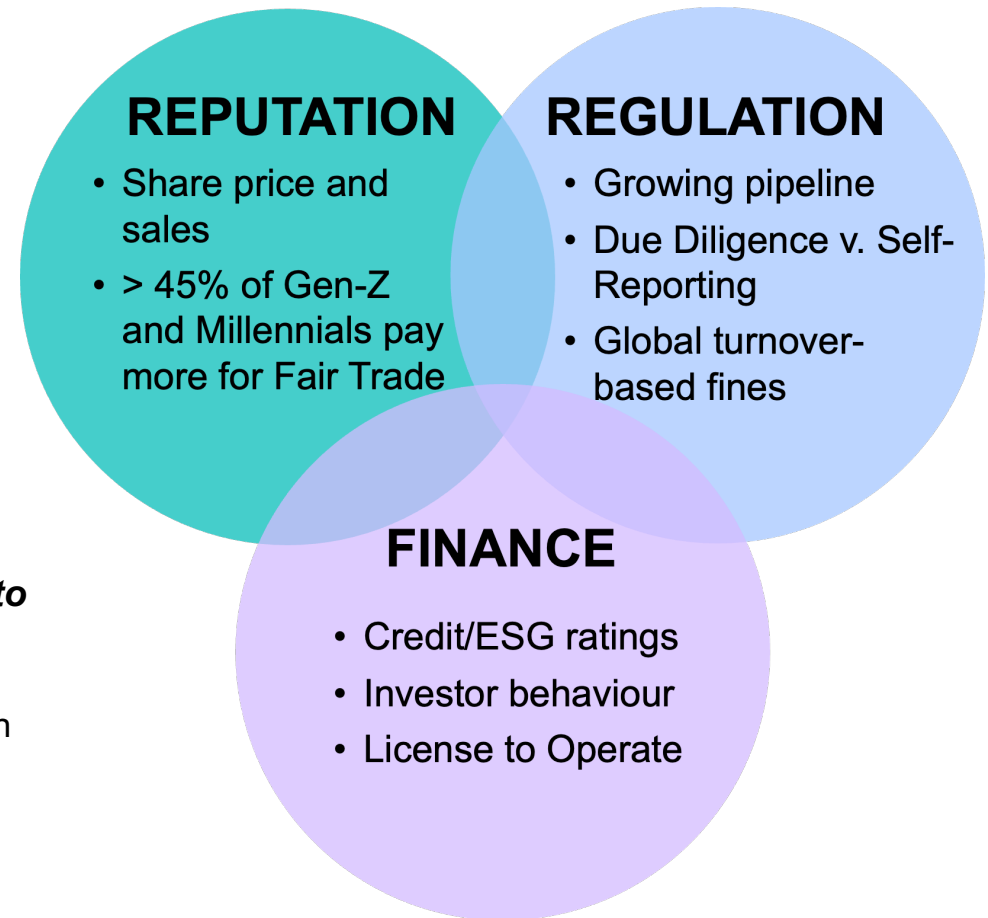 REPUTATION
• Share price and
sales
• > 45% of Gen-Z
and Millennials pay
more for Fair Trade
REGULATION
• Growing pipeline
• Due Diligence v. Self-
Reporting
• Global turnover-
based fines
to
FINANCE
• Credit/ESG ratings
• Investor behaviour
• License to Operate